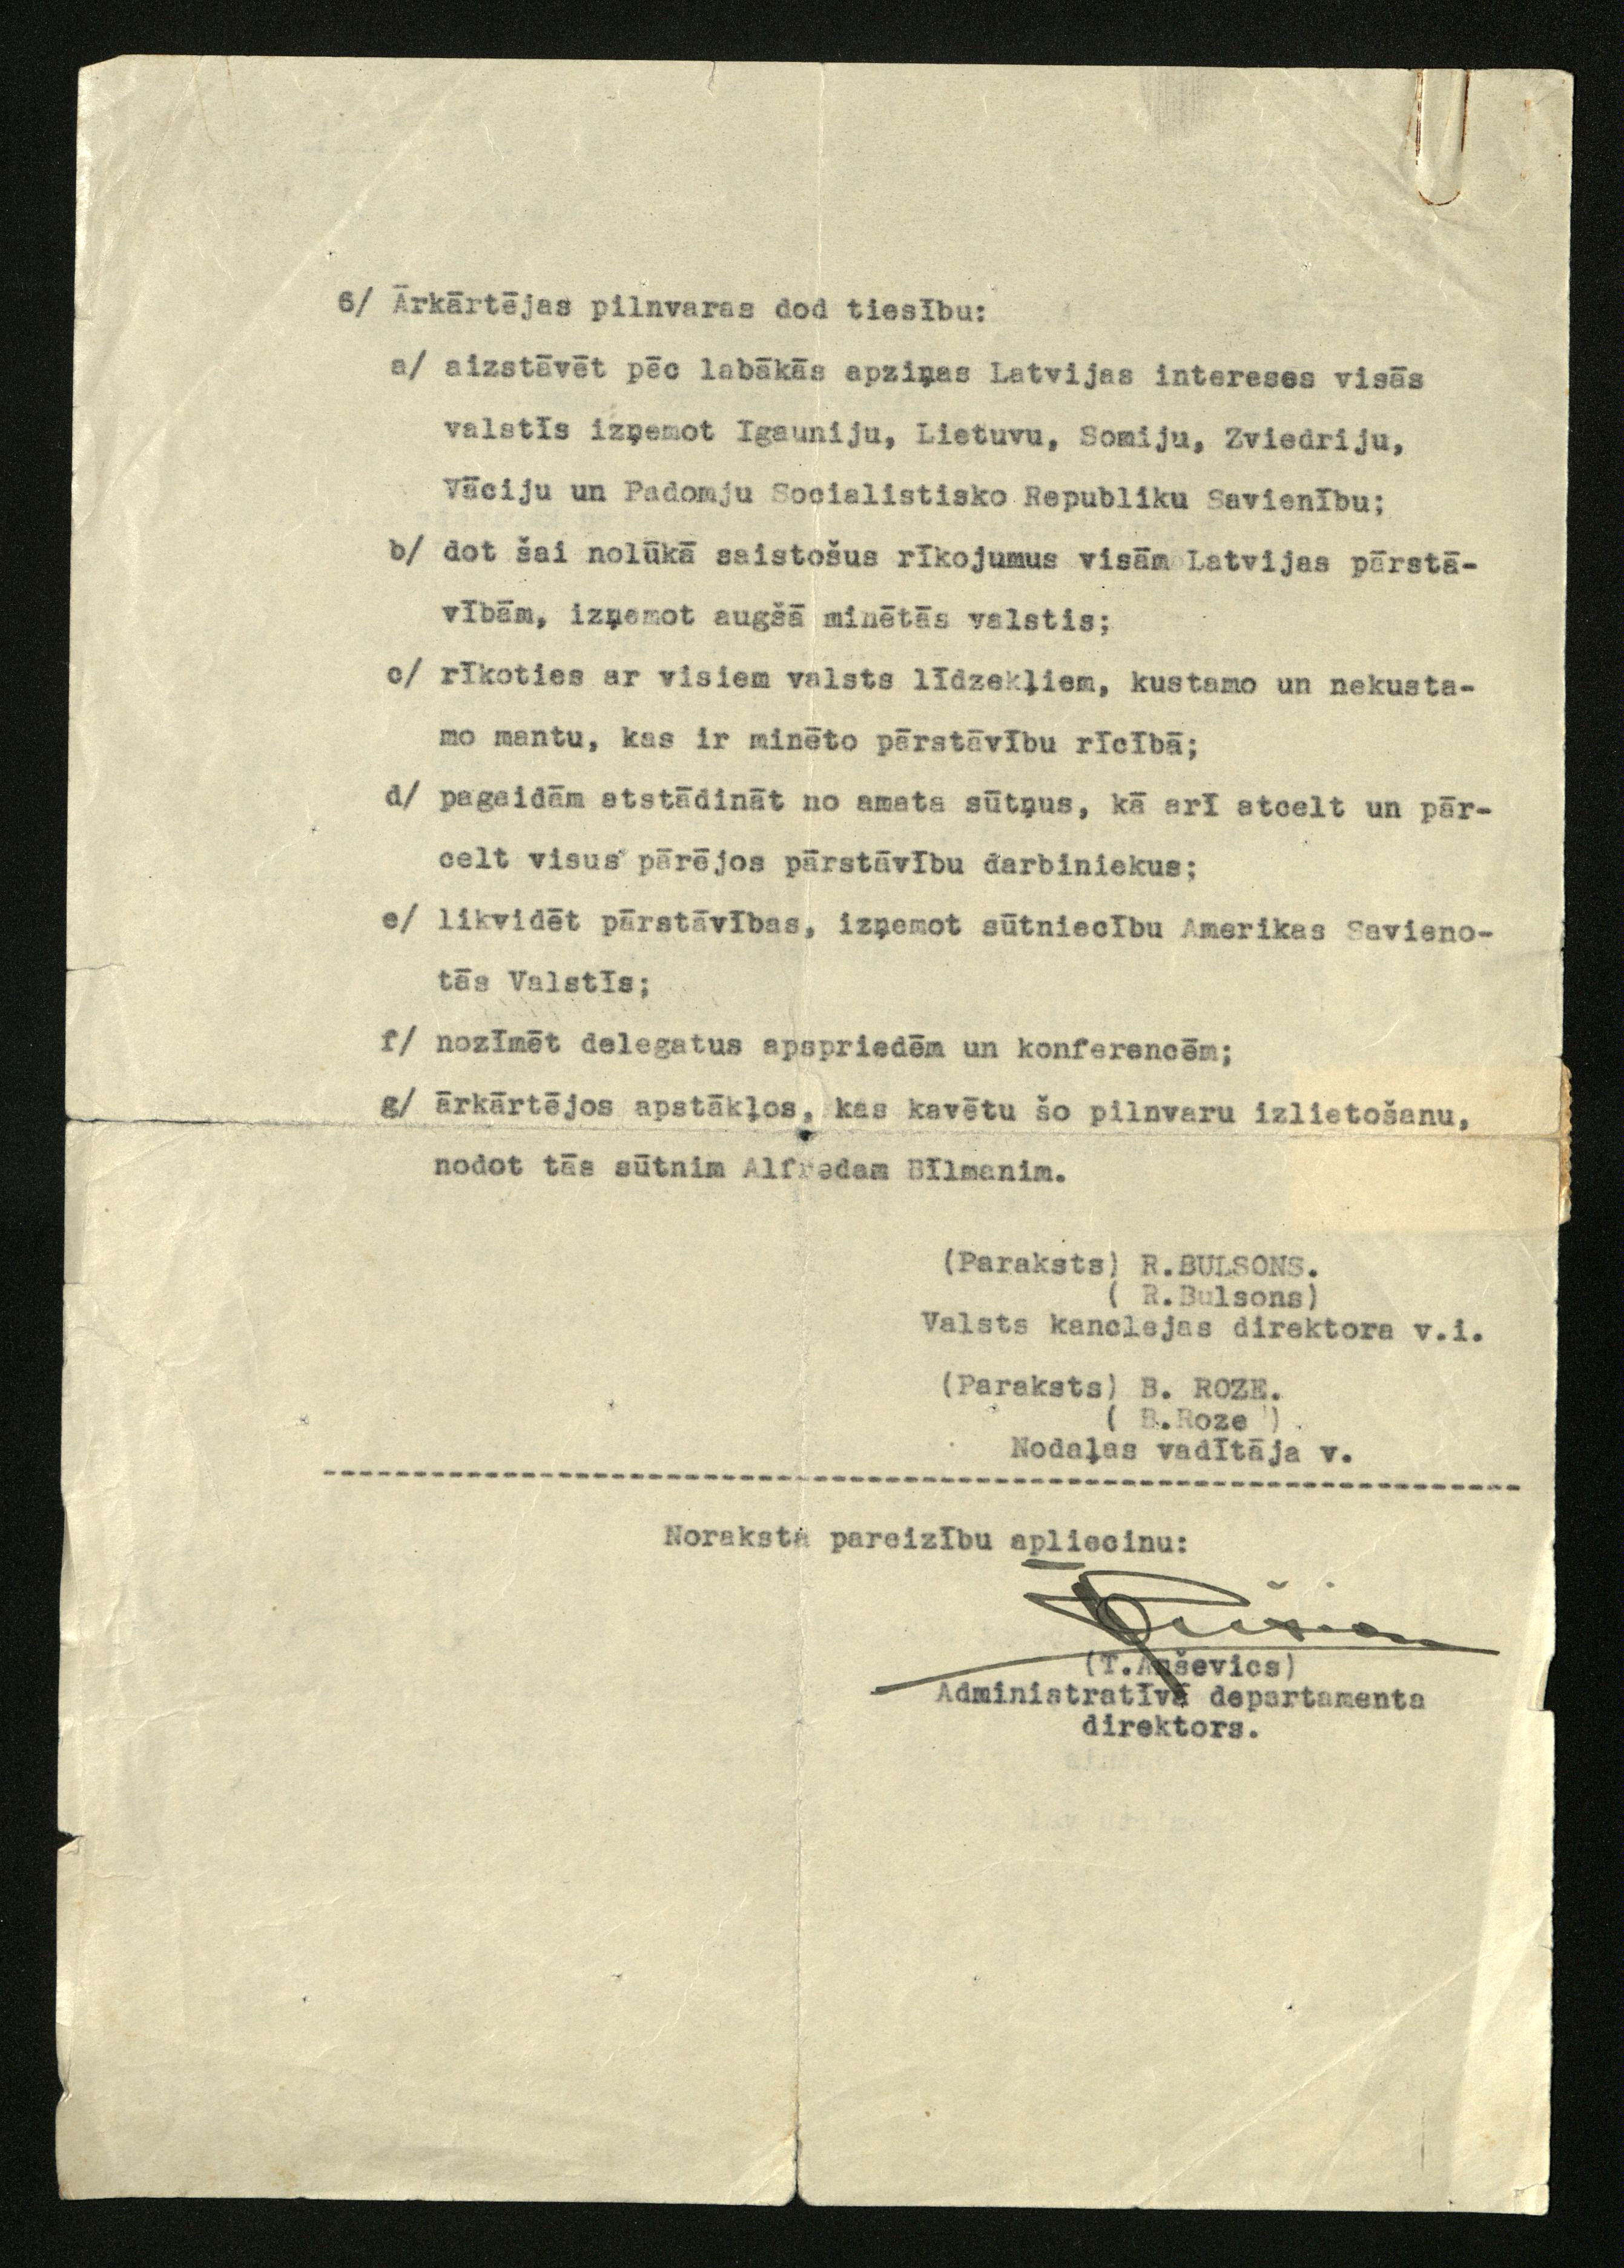 6/ Ārkārtējas pilnvaras dod tiesību:
a/ aizstāvēt pēc labākās apziņas Latvijas intereses visās
valstīs izņemot Igauniju, Lietuvu, Somiju, Zviedriju,
Vāciju un Padomju Socialistisko Republiku Savienību;
b/ dot šai nolūkā saistošus rīkojumus visām Latvijas pārstā-
vībām, izņemot augšā minētās valstis;
c/ rīkoties ar visiem valsts līdzekļiem, kustamo un nekusta-
mo mantu, kas ir minēto pārstāvību rīcībā;
d/ pagaidām atstādināt no amata sūtņus, kā arī atcelt un pār-
celt visus pārējos pārstāvību darbiniekus;
e/ likvidēt pārstāvības, izņemot sūtniecību Amerikas Savieno-
tās Valstīs;
f/ nozīmēt delegatus apspriedēm un konferencēm;
g/ ārkārtējos apstākļos, kas kavētu šo pilnvaru izlietošanu,
nodot tās sūtnim Alfredam Bīlmanim.
(Paraksts) R.BULSONS.
( R.Bulsons)
Valsts kanclejas direktora v.i.
(Paraksts) B. ROZE.
( B.Roze )
Nodaļas vadītāja v.
Noraksta pareizību apliecinu:
(T.Anševics)
Administratīvā departamenta
direktors.